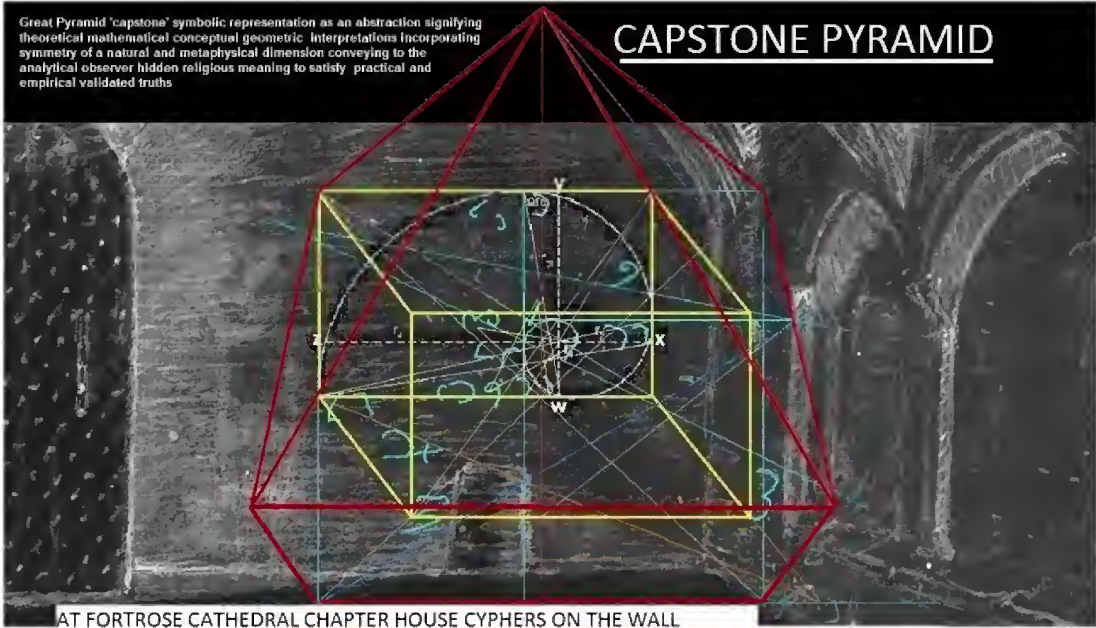 Great Pyramid 'capstone' symbolic representation as an abstraction signifying
theoretical mathematical conceptual geometric interpretations incorporating
symmetry of a natural and metaphysical dimension conveying to the
analytical observer hidden religious meaning to satisfy practical and
empirical validated truths
CAPSTONE PYRAMID
Y
Z
X
W
AT FORTROSE CATHEDRAL CHAPTER HOUSE CYPHERS ON THE WALL